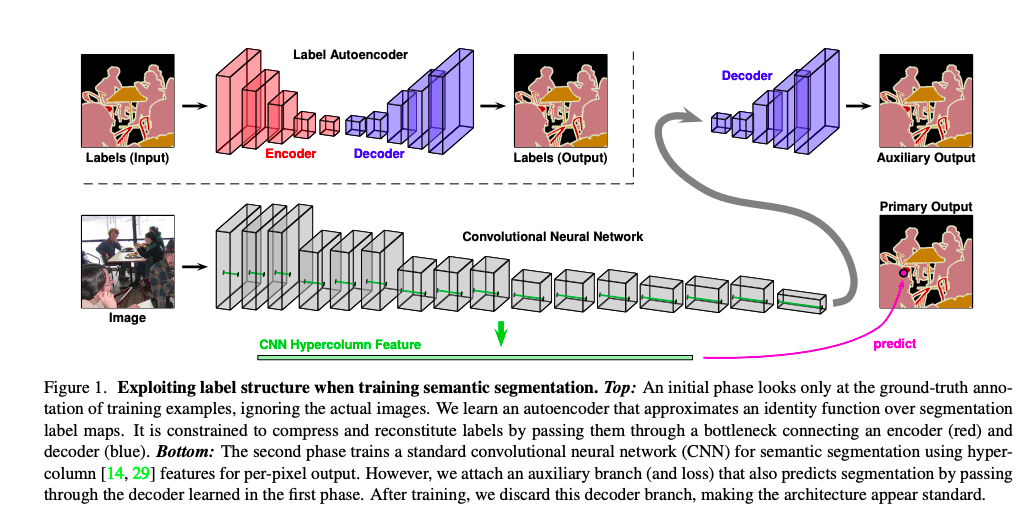 Label Autoencoder
Encoder
Decoder
Labels (Input)
Labels (Output)
Decoder
Auxiliary Output
Primary Output
Convolutional Neural Network
Image
CNN Hypercolumn Feature
predict
Figure 1. Exploiting label structure when training semantic segmentation. Top: An initial phase looks only at the ground-truth anno-
tation of training examples, ignoring the actual images. We learn an autoencoder that approximates an identity function over segmentation
label maps. It is constrained to compress and reconstitute labels by passing them through a bottleneck connecting an encoder (red) and
decoder (blue). Bottom: The second phase trains a standard convolutional neural network (CNN) for semantic segmentation using hyper-
column [14, 29] features for per-pixel output. However, we attach an auxiliary branch (and loss) that also predicts segmentation by passing
through the decoder learned in the first phase. After training, we discard this decoder branch, making the architecture appear standard.